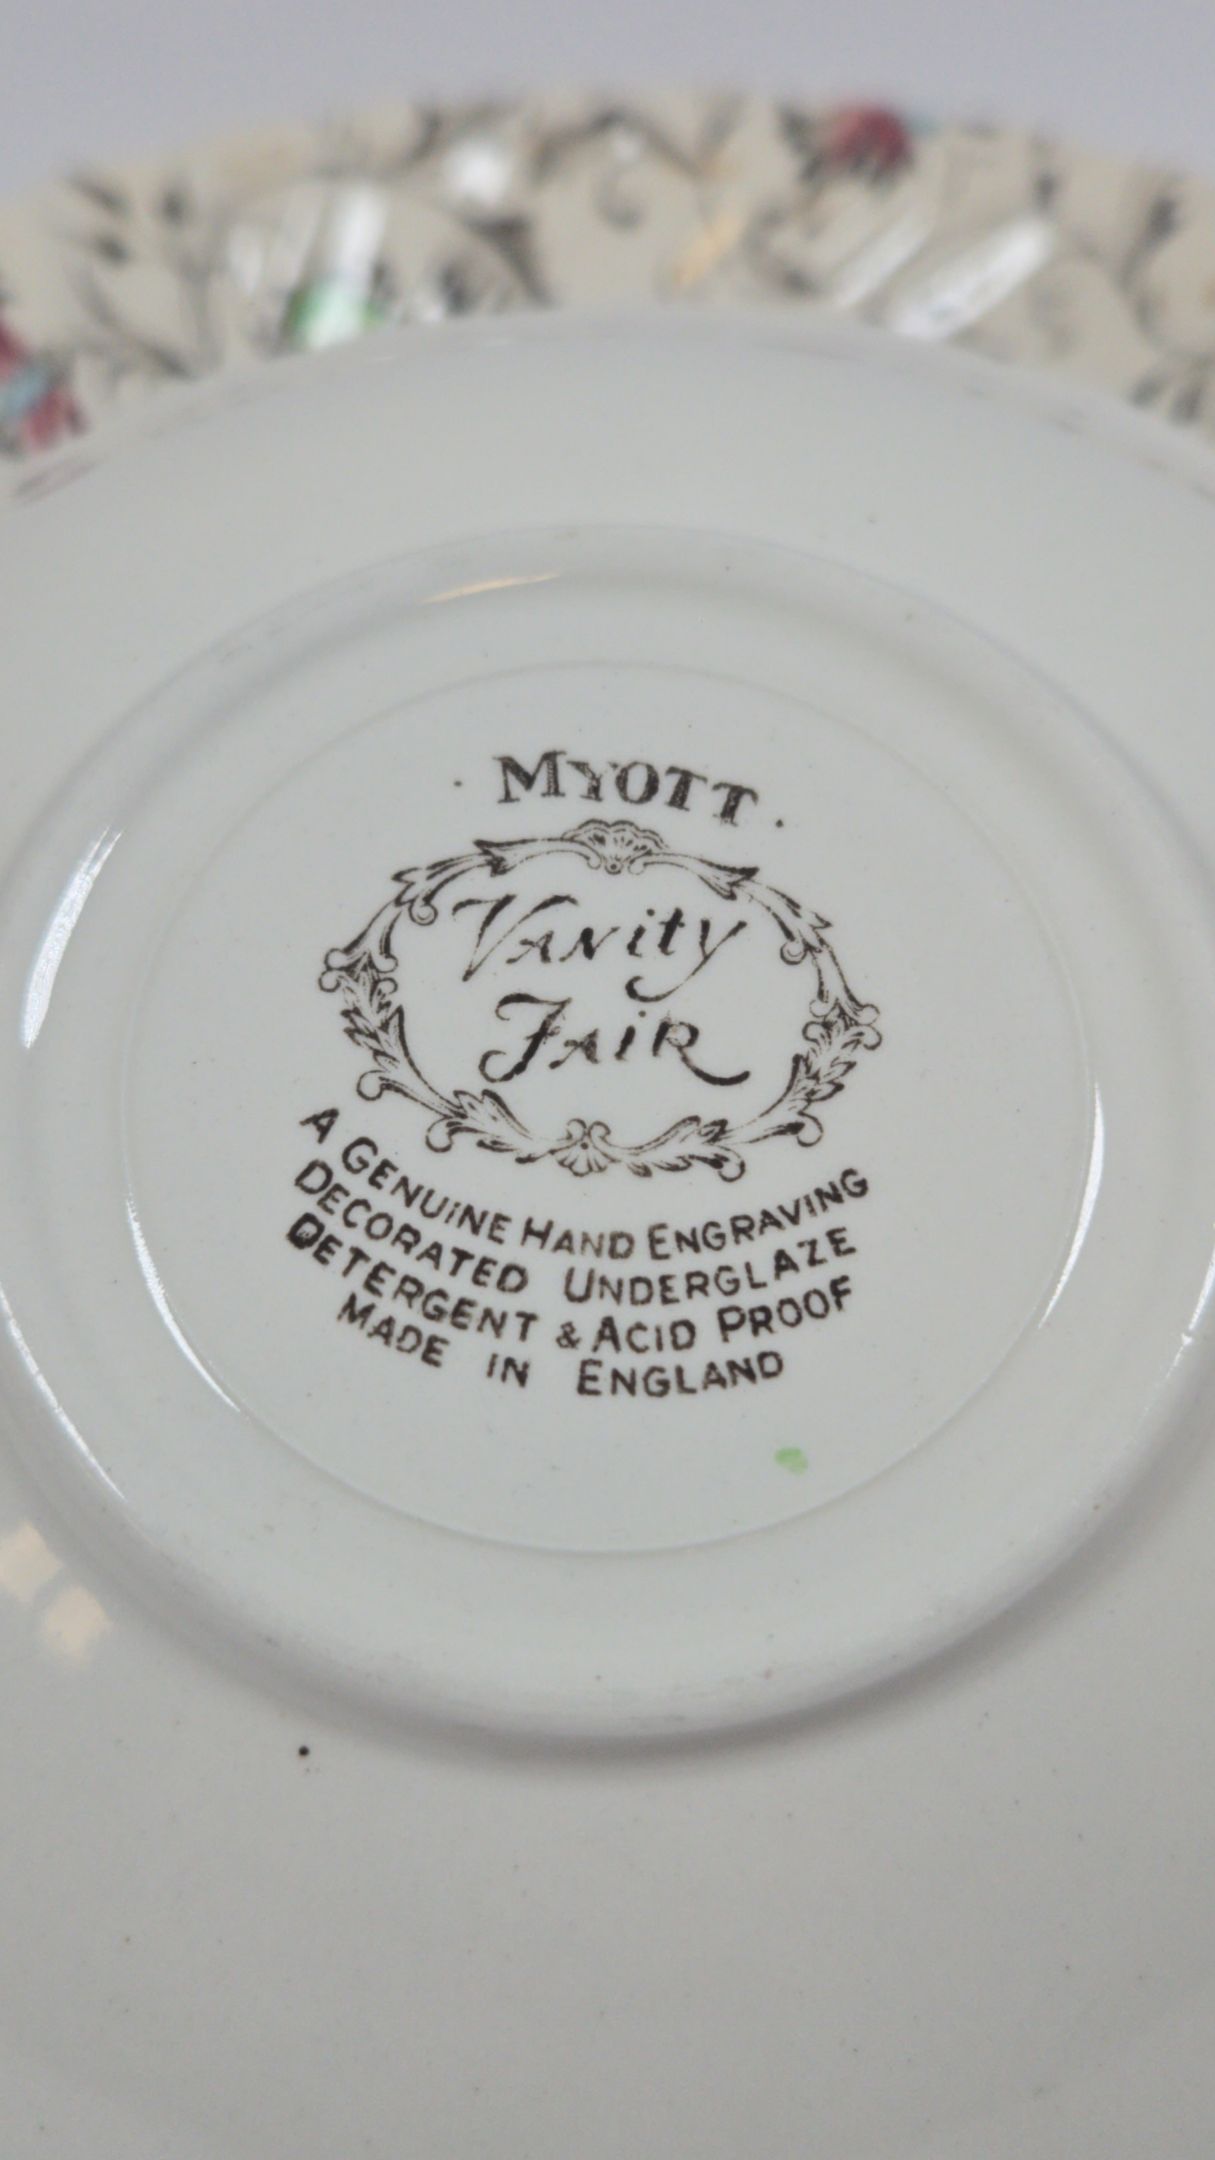 · MYOTT ·
Vanity
Fair
A GENUINE HAND ENGRAVING
DECORATED UNDERGLAZE
DETERGENT & ACID PROOF
MADE IN ENGLAND